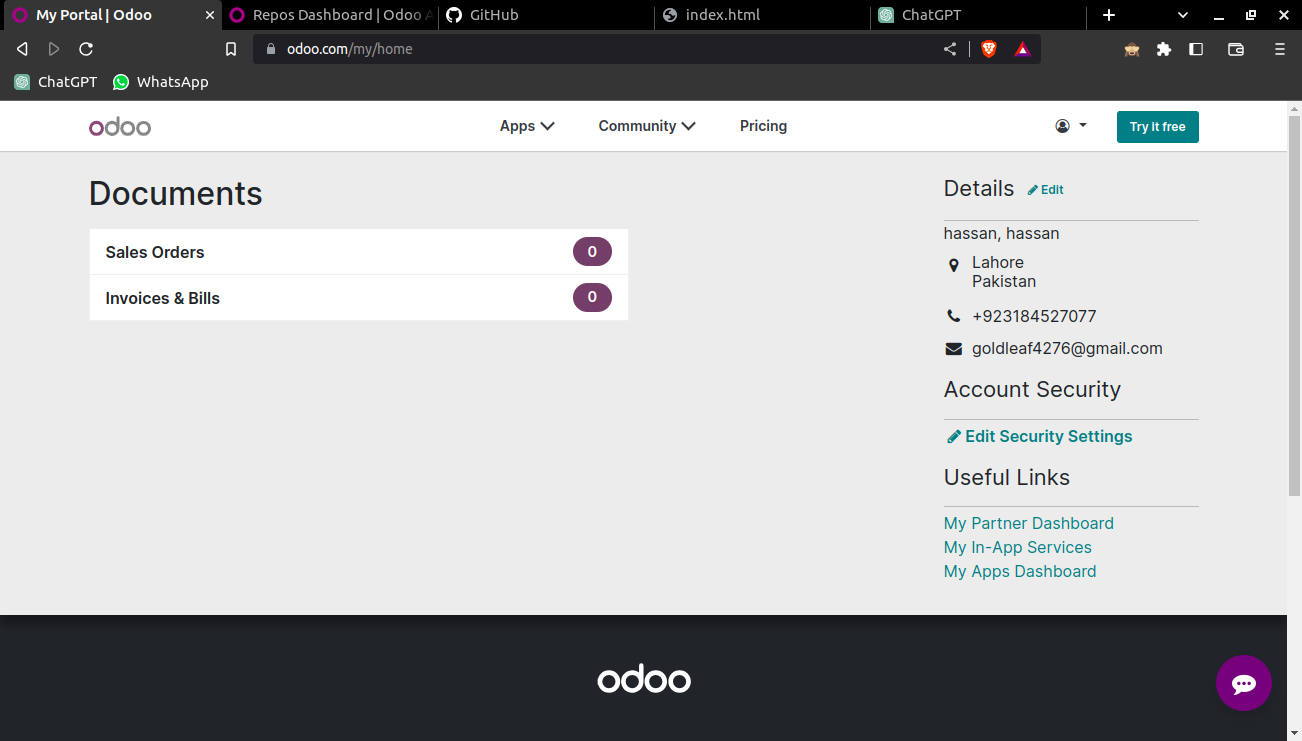 My Portal | Odoo
Repos Dashboard | Odoo A
GitHub
index.html
ChatGPT
odoo.com/my/home
ChatGPT
WhatsApp
odoo
Apps
Community
Pricing
Try it free
Documents
Sales Orders 0
Invoices & Bills 0
Details Edit
hassan, hassan
Lahore
Pakistan
+923184527077
goldleaf4276@gmail.com
Account Security
Edit Security Settings
Useful Links
My Partner Dashboard
My In-App Services
My Apps Dashboard
odoo